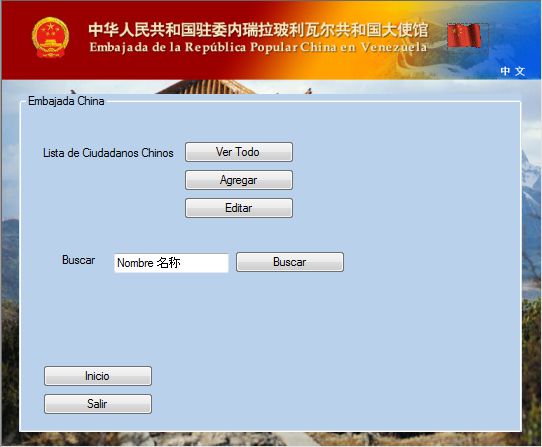 中华人民共和国驻委内瑞拉玻利瓦尔共和国大使馆
Embajada de la República Popular China en Venezuela
中 文
Embajada China
Lista de Ciudadanos Chinos
Ver Todo
Agregar
Editar
Buscar
Nombre 名称
Buscar
Inicio
Salir